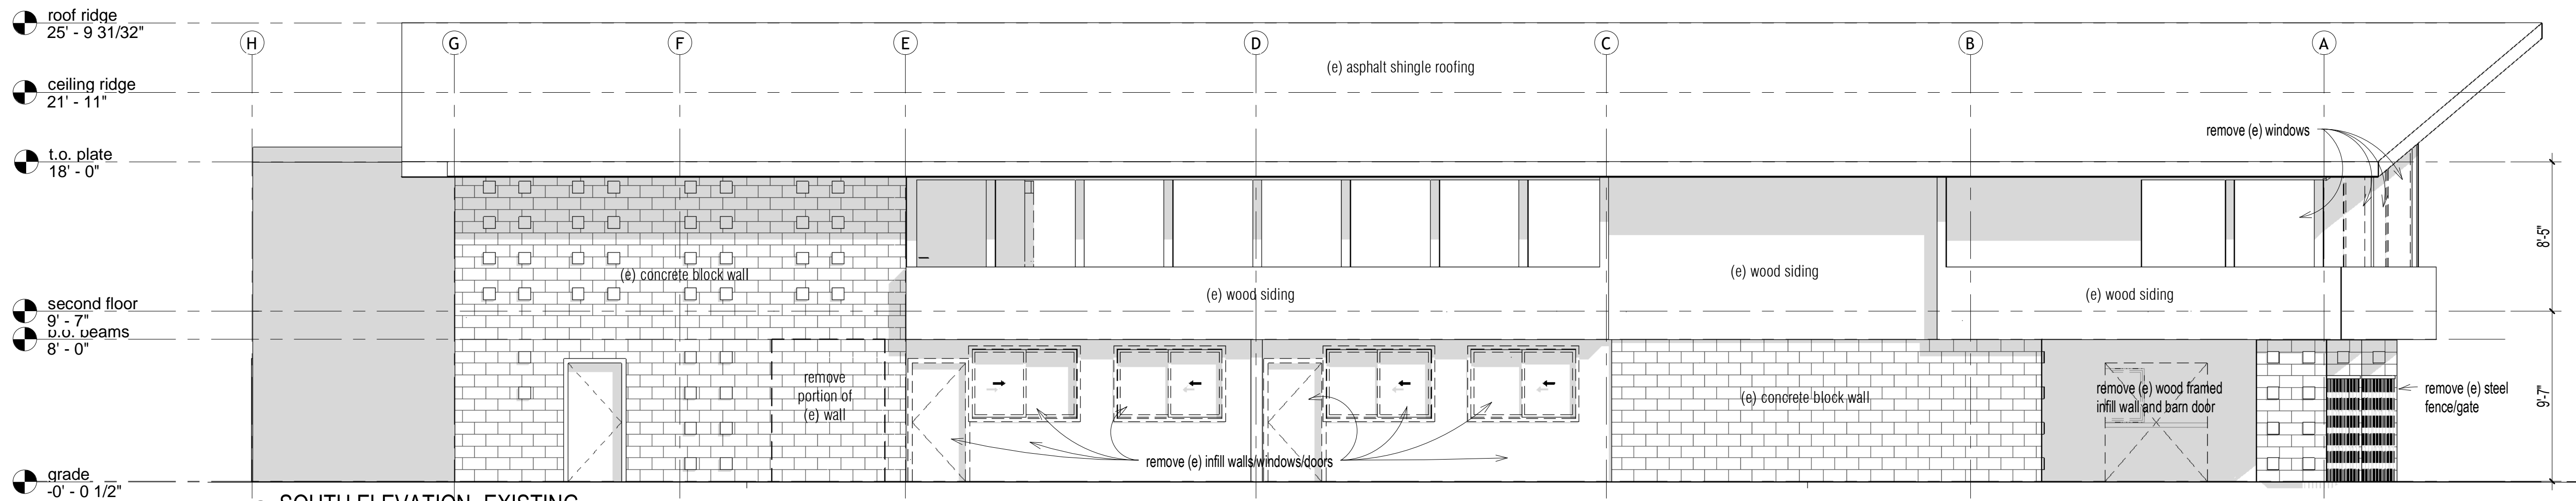 roof ridge
25' - 9 31/32"
H
G
F
E
D
C
B
A
(e) asphalt shingle roofing
ceiling ridge
21' - 11"
remove (e) windows
t.o. plate
18' - 0"
8'-5"
(e) concrete block wall
(e) wood siding
(e) wood siding
(e) wood siding
second floor
9' - 7"
b.o. beams
8' - 0"
remove
portion of
(e) wall
(e) concrete block wall
remove (e) wood framed
infill wall and barn door
remove (e) steel
fence/gate
9'-7"
remove (e) infill walls/windows/doors
grade
-0' - 0 1/2"
SOUTH ELEVATION EXISTING